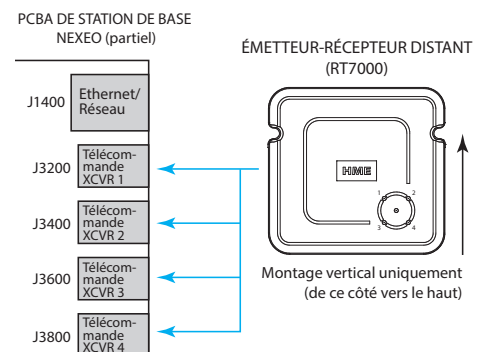 PCBA DE STATION DE BASE
NEXEO (partiel)
ÉMETTEUR-RÉCEPTEUR DISTANT
(RT7000)
J1400
Ethernet/
Réseau
J3200
Télécom-
mande
XCVR 1
J3400
Télécom-
mande
XCVR 2
J3600
Télécom-
mande
XCVR 3
J3800
Télécom-
mande
XCVR 4
HME
1
2
3
4
Montage vertical uniquement
(de ce côté vers le haut)